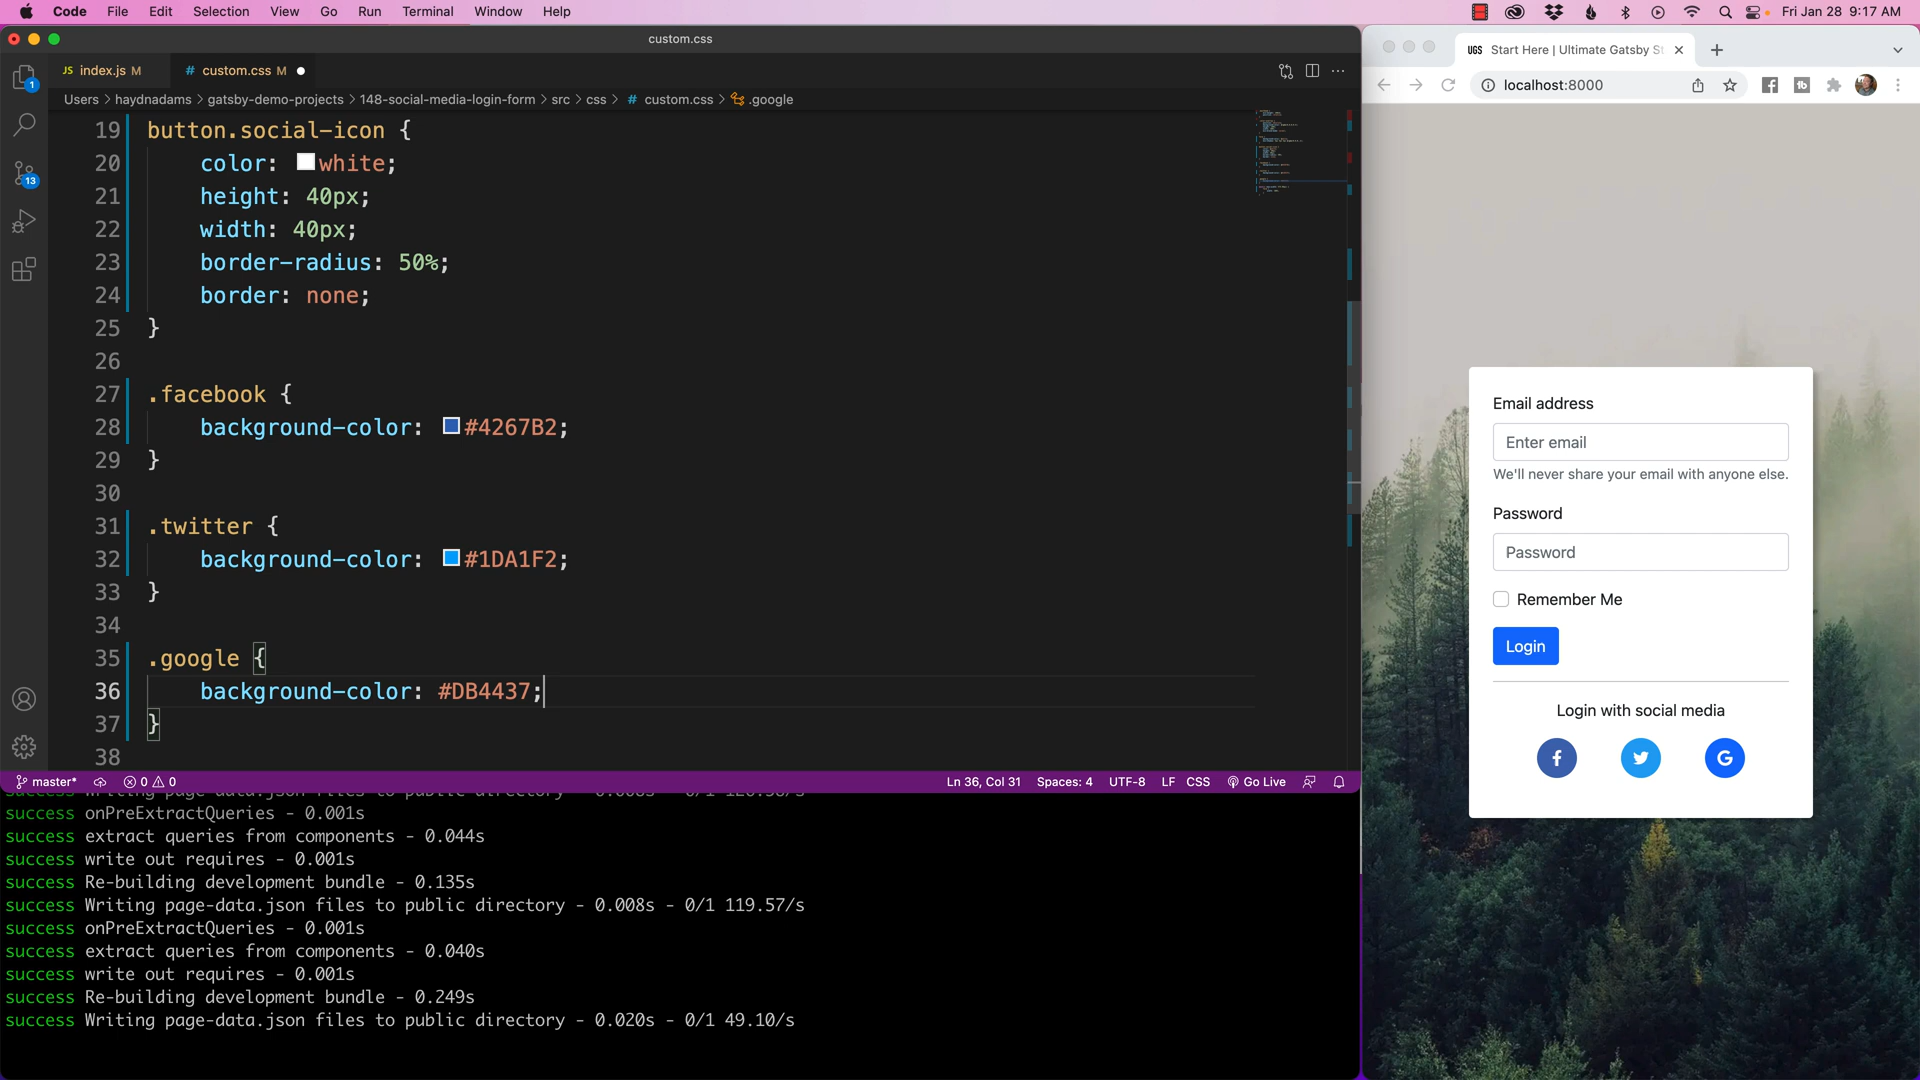 Code File Edit Selection View Go Run Terminal Window Help
Fri Jan 28 9:17 AM
custom.css
JS index.js M
# custom.css M
Users > haydnadams > gatsby-demo-projects > 148-social-media-login-form > src > css > # custom.css > .google
19 button.social-icon {
20 color: white;
21 height: 40px;
22 width: 40px;
23 border-radius: 50%;
24 border: none;
25 }
26
27 .facebook {
28 background-color: #4267B2;
29 }
30
31 .twitter {
32 background-color: #1DA1F2;
33 }
34
35 .google {
36 background-color: #DB4437;
37 }
38
1
13
master* 0 0
Ln 36, Col 31 Spaces: 4 UTF-8 LF CSS Go Live
success onPreExtractQueries - 0.001s
success extract queries from components - 0.044s
success write out requires - 0.001s
success Re-building development bundle - 0.135s
success Writing page-data.json files to public directory - 0.008s - 0/1 119.57/s
success onPreExtractQueries - 0.001s
success extract queries from components - 0.040s
success write out requires - 0.001s
success Re-building development bundle - 0.249s
success Writing page-data.json files to public directory - 0.020s - 0/1 49.10/s
UGS Start Here | Ultimate Gatsby
localhost:8000
Email address
Enter email
We'll never share your email with anyone else.
Password
Password
Remember Me
Login
Login with social media
f
G